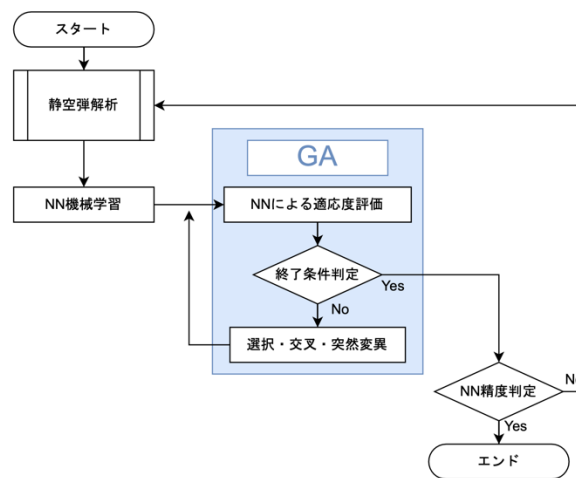 スタート
静空弾解析
NN機械学習
GA
NNによる適応度評価
終了条件判定
Yes
No
選択・交叉・突然変異
NN精度判定
No
Yes
エンド